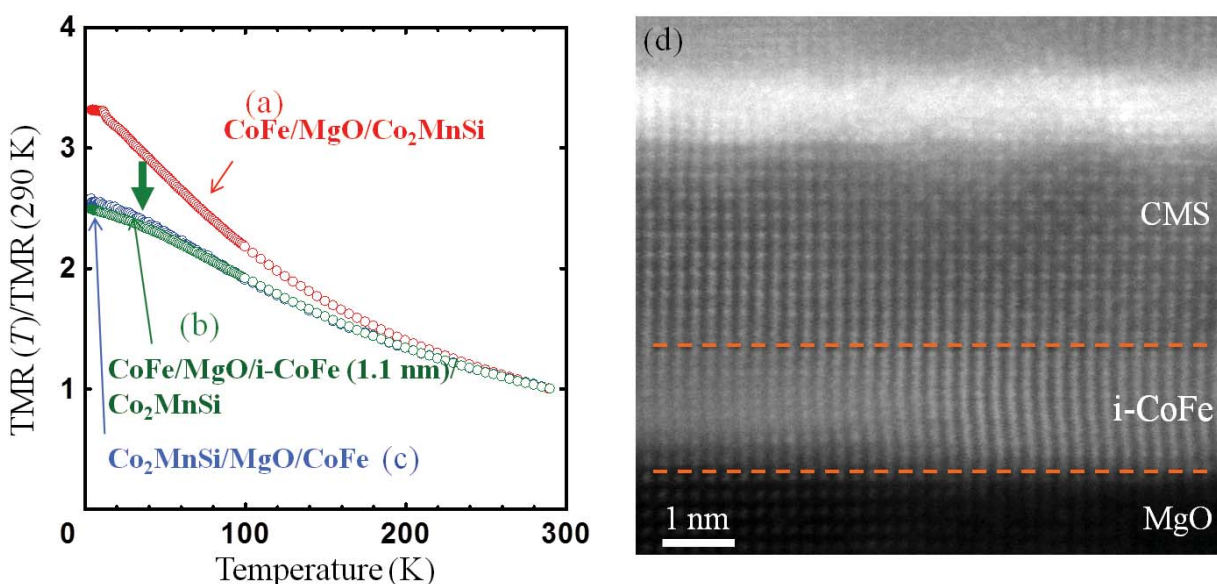 4
3
2
1
0
100
200
300
TMR (T)/TMR (290 K)
Temperature (K)
(a)
CoFe/MgO/Co₂MnSi
(b)
CoFe/MgO/i-CoFe (1.1 nm)/
Co₂MnSi
Co₂MnSi/MgO/CoFe (c)
(d)
CMS
i-CoFe
MgO
1 nm